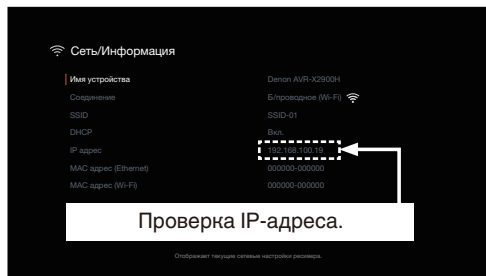 Сеть/Информация
Имя устройства Denon AVR-X2900H
Соединение Б/проводное (Wi-Fi)
SSID SSID-01
DHCP Вкл.
IP адрес 192.168.100.19
MAC адрес (Ethernet) 000000-000000
MAC адрес (Wi-Fi) 000000-000000
Проверка IP-адреса.
Отображает текущие сетевые настройки ресивера.